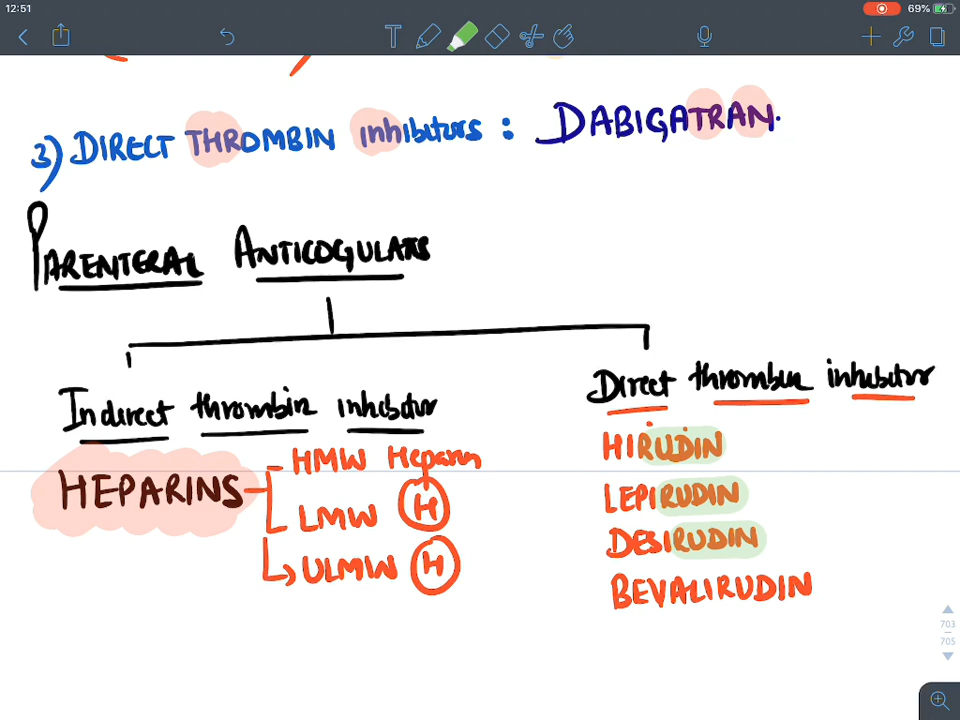 12:51
69%
T
3) DIRECT THROMBIN inhibitors : DABIGATRAN.
PARENTERAL ANTICOGULATS
Indirect thrombin inhibitor
Direct thrombin inhibitor
HEPARINS
- HMW Heparin
LMW H
ULMW H
HIRUDIN
LEPIRUDIN
DESIRUDIN
BEVALIRUDIN
703
705